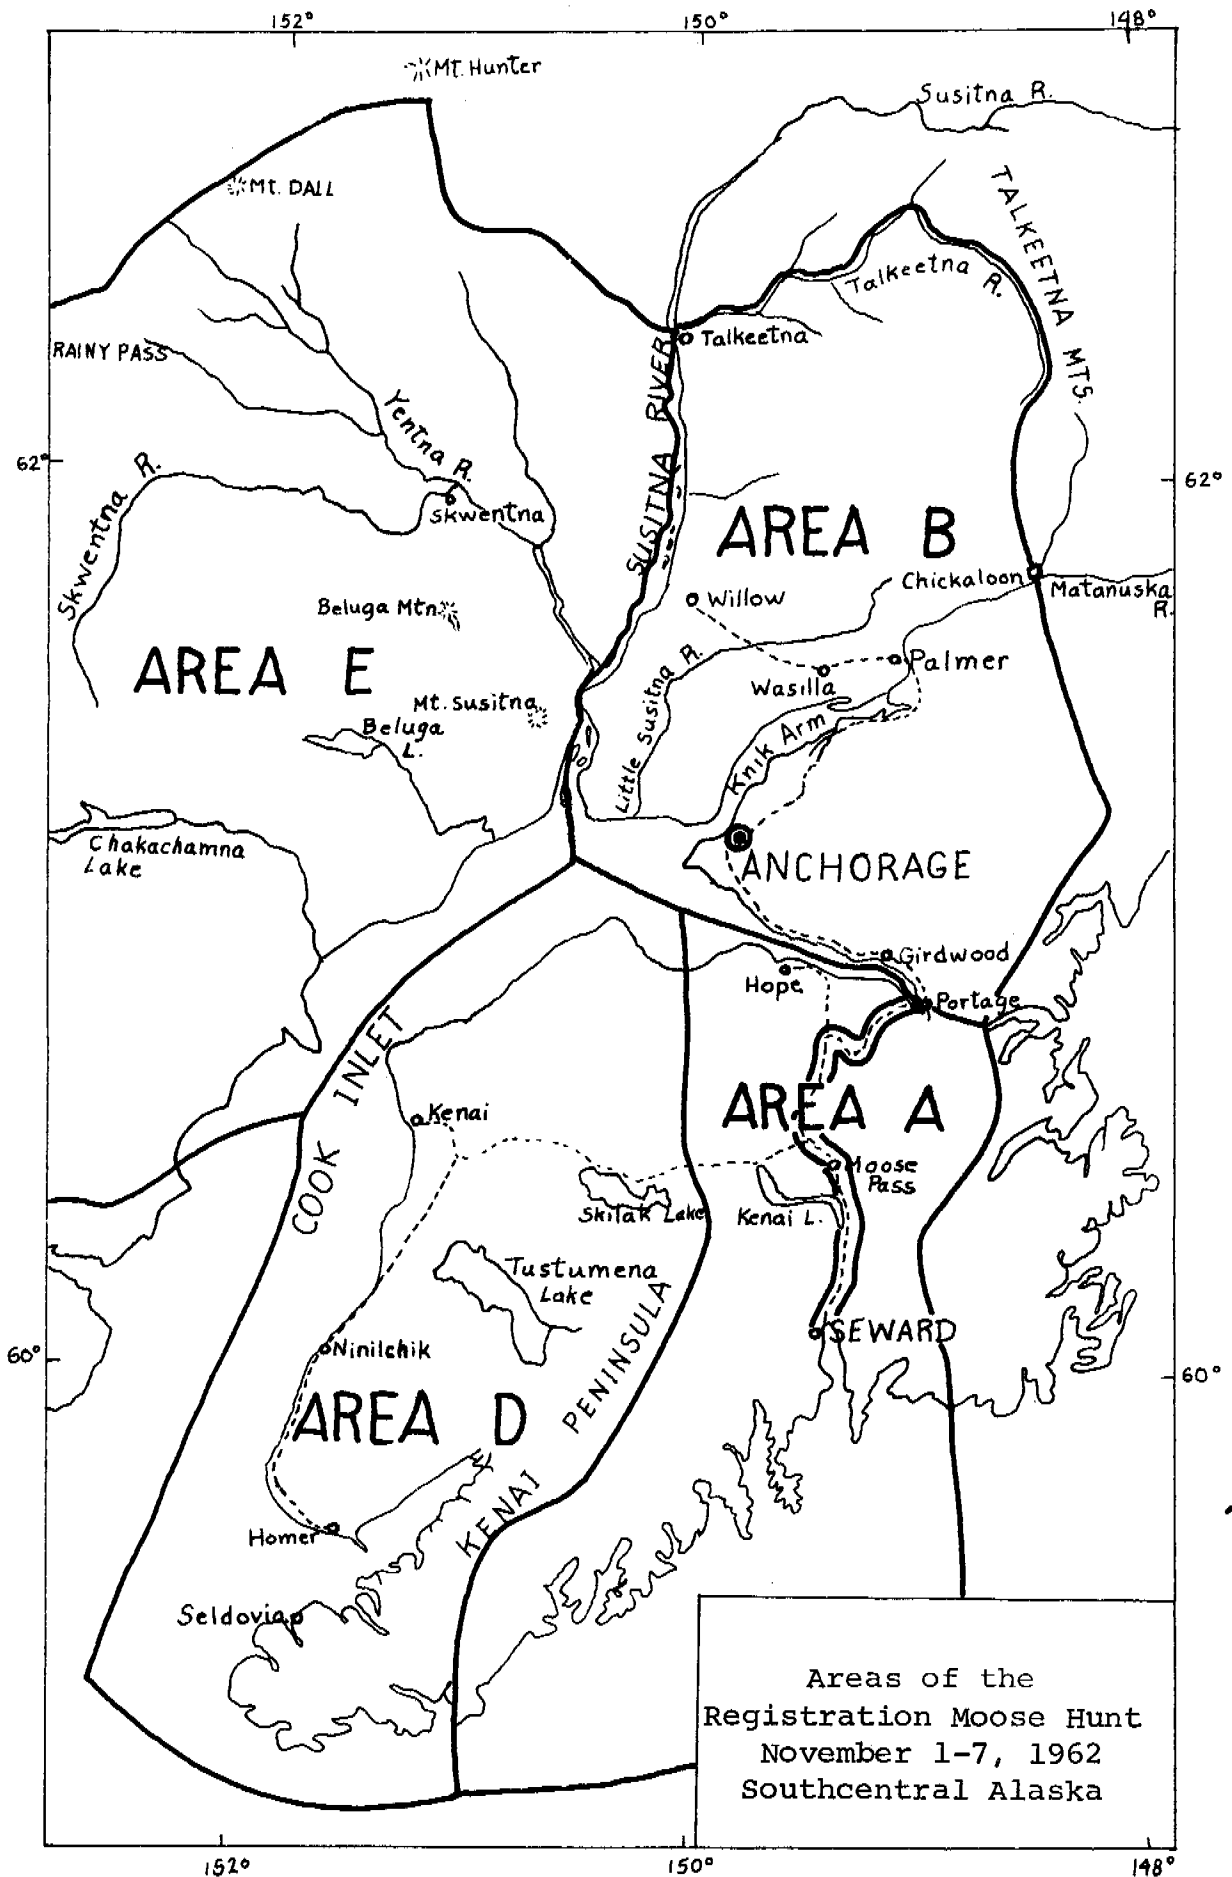 152°
150°
148°
Mt. Hunter
Susitna R.
Mt. DALL
TALKEETNA MTS.
Talkeetna R.
RAINY PASS
Talkeetna
SUSITNA RIVER
Yentna R.
62°
62°
Skwentna R.
Skwentna
AREA B
Chickaloon
Matanuska
R.
Beluga Mtn.
Willow
AREA E
Palmer
Wasilla
Little Susitna R.
Mt. Susitna
Beluga
L.
Knik Arm
Chakachamna
Lake
ANCHORAGE
Girdwood
Hope
Portage
COOK INLET
Kenai
AREA A
Moose
Pass
Skilak Lake
Kenai L.
Tustumena
Lake
SEWARD
60°
Ninilchik
60°
KENAI PENINSULA
AREA D
Homer
Seldovia
Areas of the
Registration Moose Hunt
November 1-7, 1962
Southcentral Alaska
152°
150°
148°